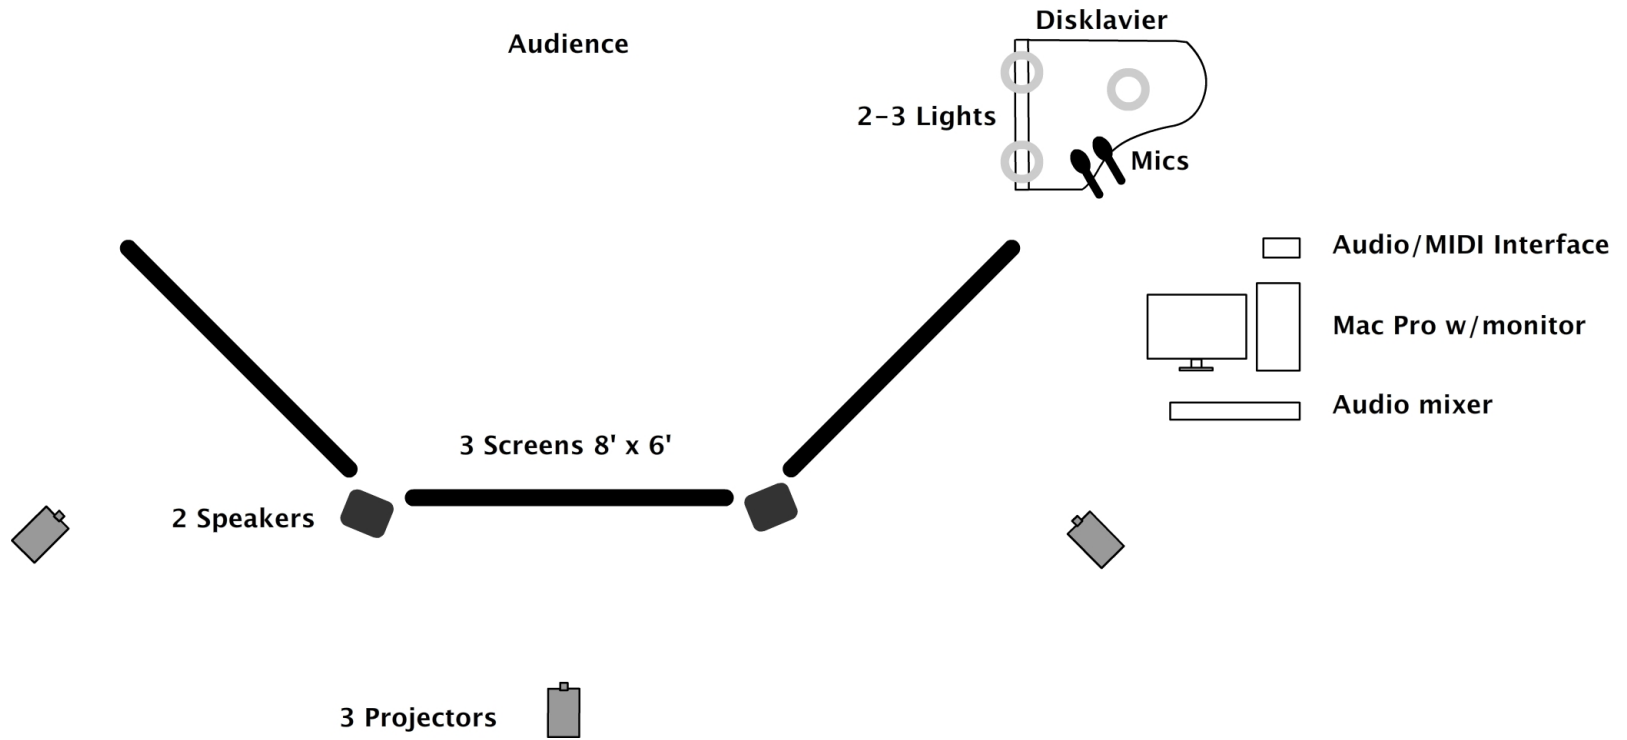 Disklavier
Audience
2-3 Lights
Mics
Audio/MIDI Interface
Mac Pro w/monitor
Audio mixer
3 Screens 8' x 6'
2 Speakers
3 Projectors